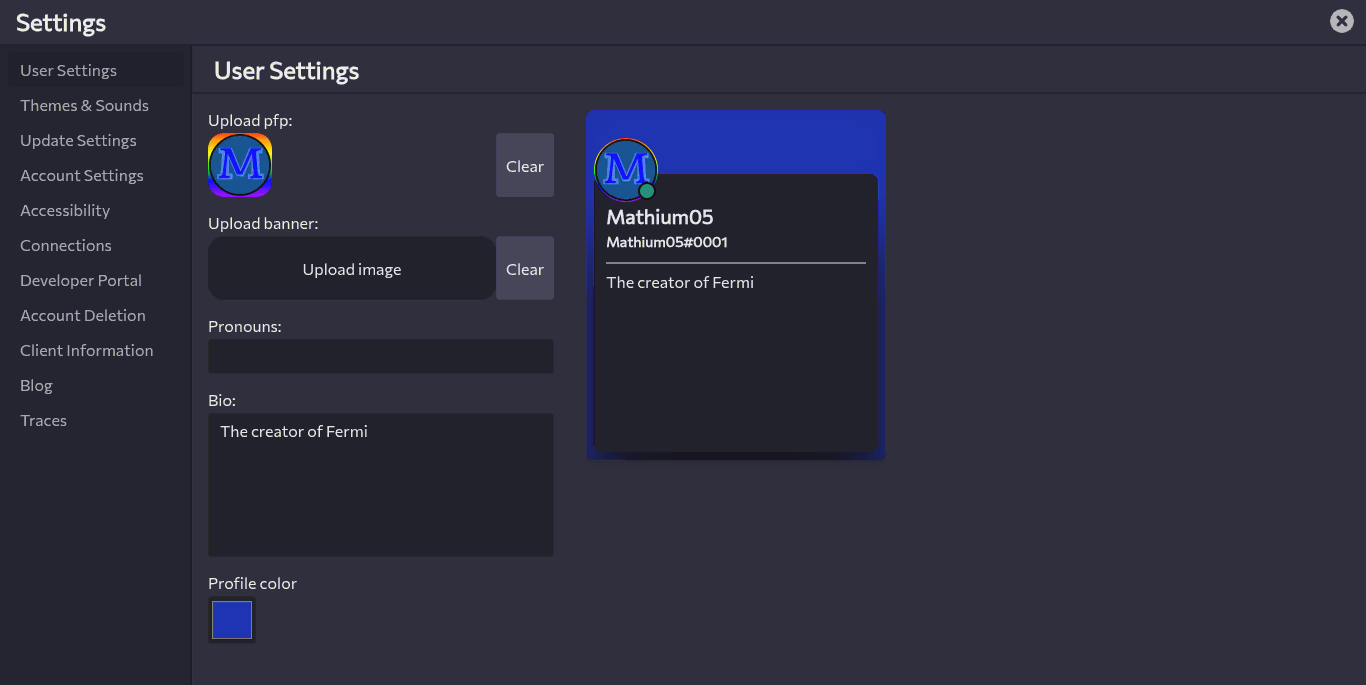 Settings
User Settings
Themes & Sounds
Update Settings
Account Settings
Accessibility
Connections
Developer Portal
Account Deletion
Client Information
Blog
Traces
User Settings
Upload pfp:
M
Clear
Upload banner:
Upload image
Clear
Pronouns:
Bio:
The creator of Fermi
Profile color
M
Mathium05
Mathium05#0001
The creator of Fermi